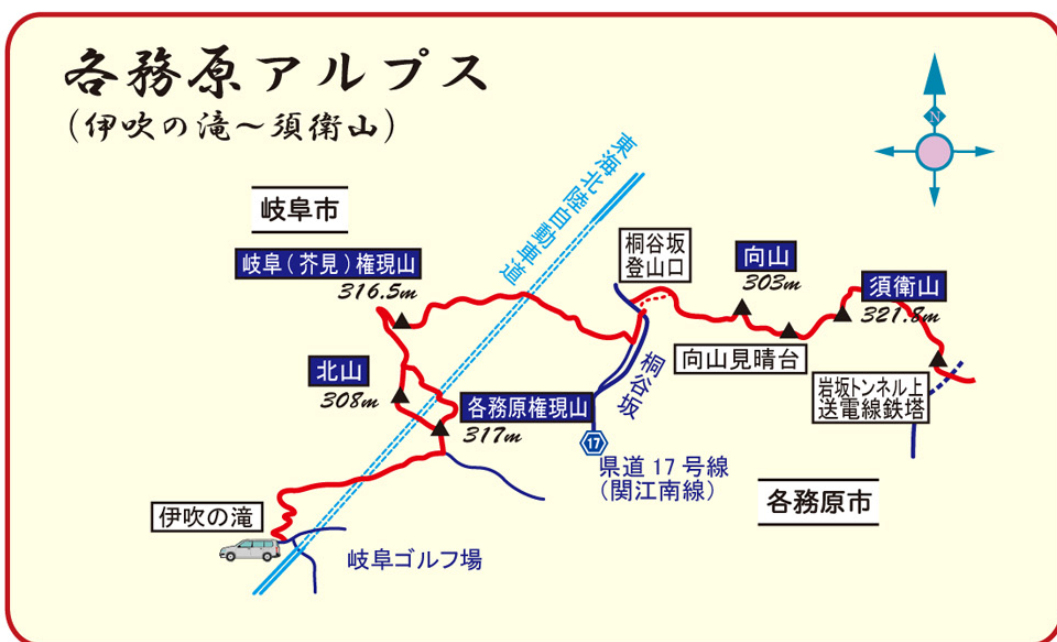 各務原アルプス
(伊吹の滝～須衛山)
N
東海北陸自動車道
岐阜市
岐阜(芥見)権現山
316.5m
桐谷坂
登山口
向山
303m
須衛山
321.8m
向山見晴台
岩坂トンネル上
送電線鉄塔
北山
308m
各務原権現山
317m
桐谷坂
17
県道17号線
(関江南線)
各務原市
伊吹の滝
岐阜ゴルフ場